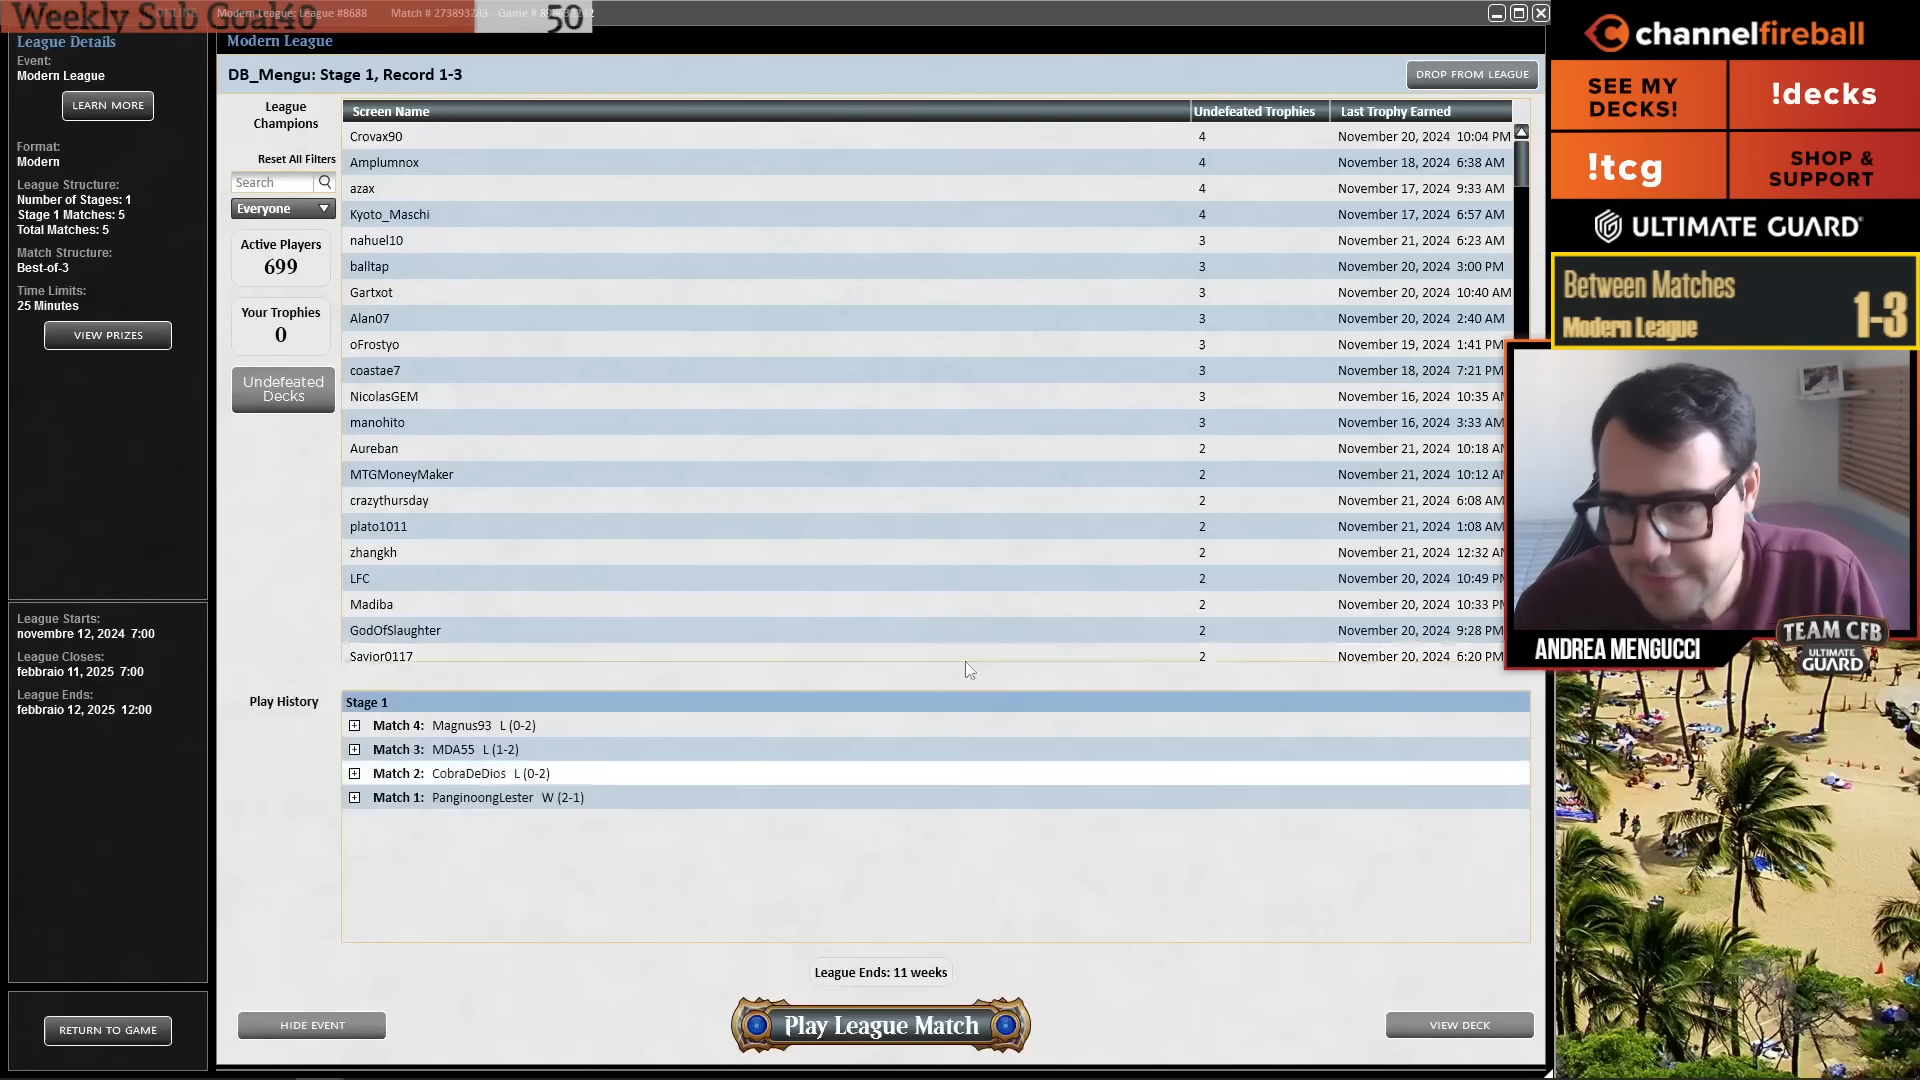 Weekly Sub Goal 40
50
ONLINE
Modern League: League #8688
League Details
Event:
Modern League
LEARN MORE
Format:
Modern
League Structure:
Number of Stages: 1
Stage 1 Matches: 5
Total Matches: 5
Match Structure:
Best-of-3
Time Limits:
25 Minutes
VIEW PRIZES
League Starts:
novembre 12, 2024 7:00
League Closes:
febbraio 11, 2025 7:00
League Ends:
febbraio 12, 2025 12:00
RETURN TO GAME
Modern League
DB_Mengu: Stage 1, Record 1-3
DROP FROM LEAGUE
League
Champions
Reset All Filters
Search
Everyone
Active Players
699
Your Trophies
0
Undefeated
Decks
Screen Name Undefeated Trophies Last Trophy Earned
Crovax90 4 November 20, 2024 10:04 PM
Amplumnox 4 November 18, 2024 6:38 AM
azax 4 November 17, 2024 9:33 AM
Kyoto_Maschi 4 November 17, 2024 6:57 AM
nahuel10 3 November 21, 2024 6:23 AM
balltap 3 November 20, 2024 3:00 PM
Gartxot 3 November 20, 2024 10:40 AM
Alan07 3 November 20, 2024 2:40 AM
oFrostyo 3 November 19, 2024 1:41 PM
coastae7 3 November 18, 2024 7:21 PM
NicolasGEM 3 November 16, 2024 10:35 AM
manohito 3 November 16, 2024 3:33 AM
Aureban 2 November 21, 2024 10:18 AM
MTGMoneyMaker 2 November 21, 2024 10:12 AM
crazythursday 2 November 21, 2024 6:08 AM
plato1011 2 November 21, 2024 1:08 AM
zhangkh 2 November 21, 2024 12:32 AM
LFC 2 November 20, 2024 10:49 PM
Madiba 2 November 20, 2024 10:33 PM
GodOfSlaughter 2 November 20, 2024 9:28 PM
Savior0117 2 November 20, 2024 6:20 PM
Play History
Stage 1
Match 4: Magnus93 L (0-2)
Match 3: MDA55 L (1-2)
Match 2: CobraDeDios L (0-2)
Match 1: PanginoongLester W (2-1)
League Ends: 11 weeks
HIDE EVENT
Play League Match
VIEW DECK
channelfireball
SEE MY
DECKS!
!decks
!tcg
SHOP &
SUPPORT
ULTIMATE GUARD
Between Matches
Modern League
1-3
ANDREA MENGUCCI
TEAM CFB
ULTIMATE
GUARD